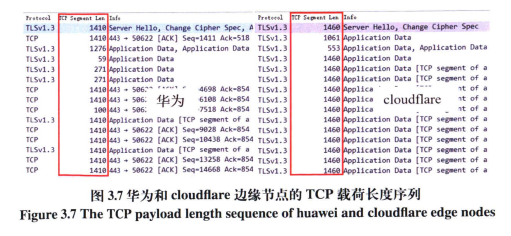 Protocol TCP Segment Len Info
TLSv1.3 1410 Server Hello, Change Cipher Spec, A
TCP 1410 443 → 50622 [ACK] Seq=1411 Ack=518
TLSv1.3 1276 Application Data, Application Data
TLSv1.3 59 Application Data
TLSv1.3 271 Application Data
TLSv1.3 271 Application Data
TCP 1410 443 → 4698 Ack=854
TCP 1410 443 → 6108 Ack=854
TCP 100 443 → 7518 Ack=854
TLSv1.3 1410 Application Data [TCP segment of a
TCP 1410 443 → 50622 [ACK] Seq=9028 Ack=854
TCP 1410 443 → 50622 [ACK] Seq=10438 Ack=854
TLSv1.3 1410 Application Data [TCP segment of a
TCP 1410 443 → 50622 [ACK] Seq=13258 Ack=854
TCP 1410 443 → 50622 [ACK] Seq=14668 Ack=854
华为
Protocol TCP Segment Len Info
TLSv1.3 1460 Server Hello, Change Cipher Spec
TLSv1.3 1061 Application Data
TLSv1.3 553 Application Data, Application Data
TLSv1.3 1460 Application Data [TCP segment of a
TLSv1.3 1460 Application Data [TCP segment of a
TLSv1.3 1460 Application Data [TCP segment of a
TLSv1.3 1460 Applica segment of a
TLSv1.3 1460 Applica segment of a
TLSv1.3 1460 Applica segment of a
TLSv1.3 1460 Application Data [TCP segment of a
TLSv1.3 1460 Application Data [TCP segment of a
TLSv1.3 1460 Application Data [TCP segment of a
TLSv1.3 1460 Application Data [TCP segment of a
TLSv1.3 1460 Application Data [TCP segment of a
TLSv1.3 1460 Application Data [TCP segment of a
cloudflare
图 3.7 华为和 cloudflare 边缘节点的 TCP 载荷长度序列
Figure 3.7 The TCP payload length sequence of huawei and cloudflare edge nodes